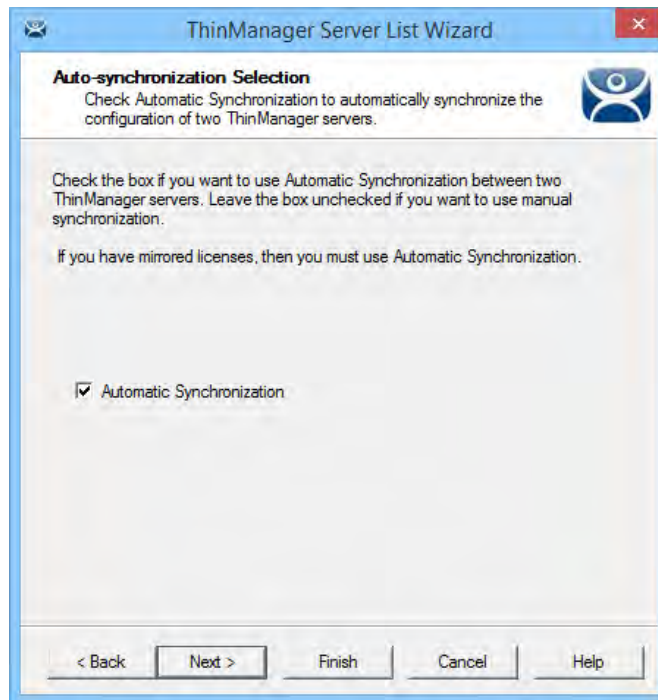 ThinManager Server List Wizard
Auto-synchronization Selection
Check Automatic Synchronization to automatically synchronize the
configuration of two ThinManager servers.
Check the box if you want to use Automatic Synchronization between two
ThinManager servers. Leave the box unchecked if you want to use manual
synchronization.
If you have mirrored licenses, then you must use Automatic Synchronization.
Automatic Synchronization
< Back Next > Finish Cancel Help